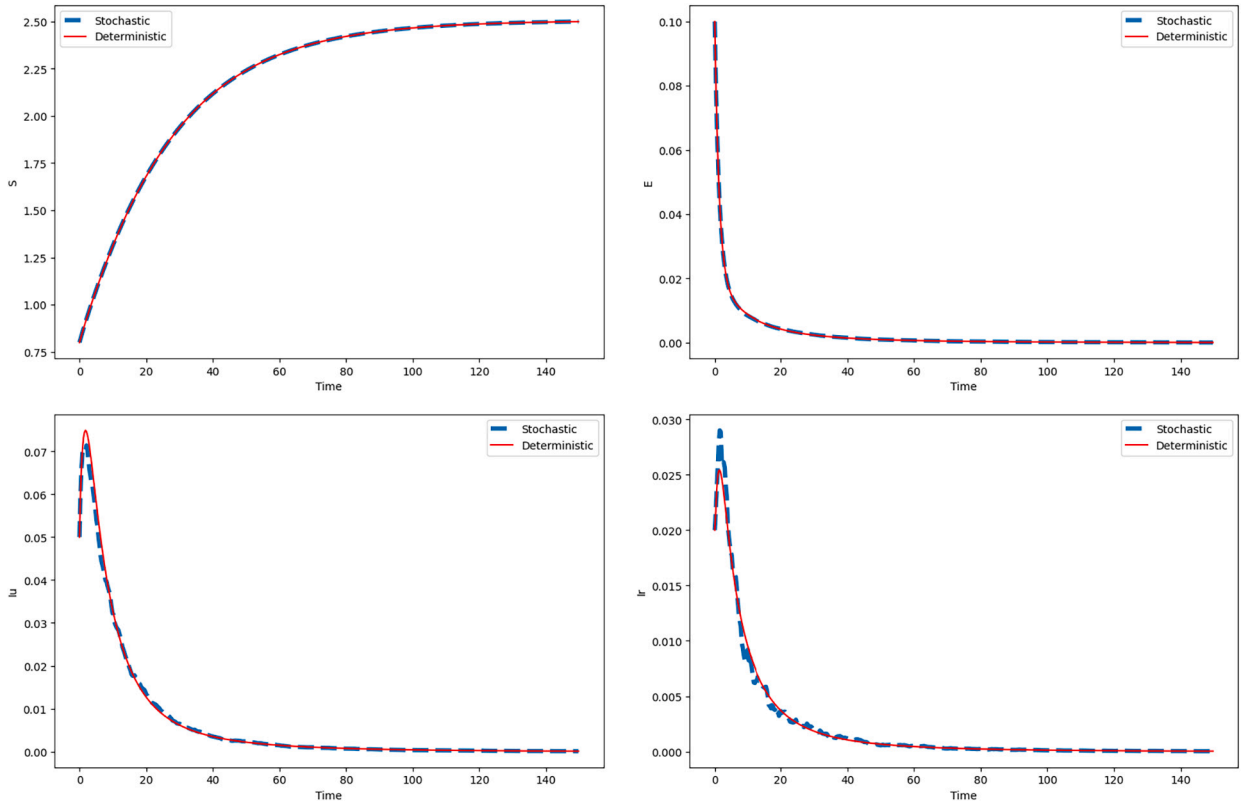 Stochastic
Deterministic
2.50
2.25
2.00
1.75
1.50
1.25
1.00
0.75
S
0 20 40 60 80 100 120 140
Time
Stochastic
Deterministic
0.10
0.08
0.06
0.04
0.02
0.00
E
0 20 40 60 80 100 120 140
Time
Stochastic
Deterministic
0.07
0.06
0.05
0.04
0.03
0.02
0.01
0.00
Iu
0 20 40 60 80 100 120 140
Time
Stochastic
Deterministic
0.030
0.025
0.020
0.015
0.010
0.005
0.000
Ir
0 20 40 60 80 100 120 140
Time